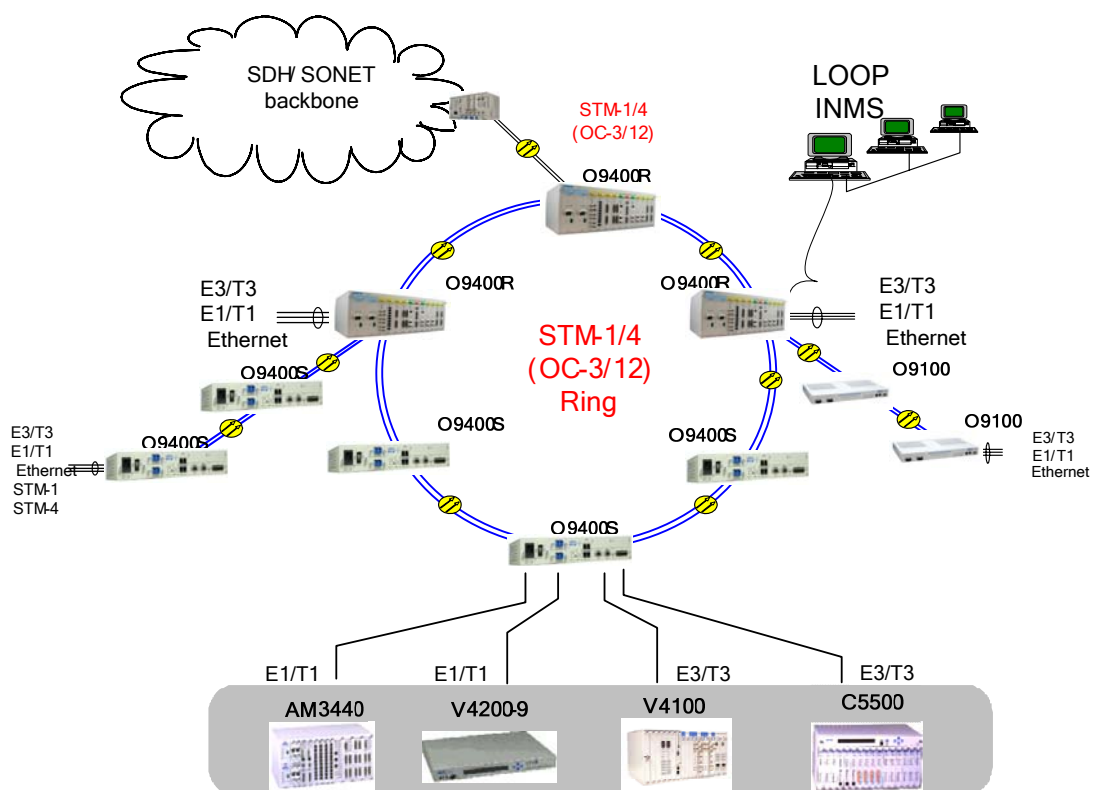 SDH/ SONET
backbone
STM-1/4
(OC-3/12)
LOOP
INMS
O9400R
O9400R
O9400R
E3/T3
E1/T1
Ethernet
E3/T3
E1/T1
Ethernet
STM-1/4
(OC-3/12)
Ring
O9400S
O9100
O9400S
O9400S
O9400S
O9100
E3/T3
E1/T1
Ethernet
STM-1
STM-4
E3/T3
E1/T1
Ethernet
O9400S
E1/T1
E1/T1
E3/T3
E3/T3
AM3440
V4200-9
V4100
C5500